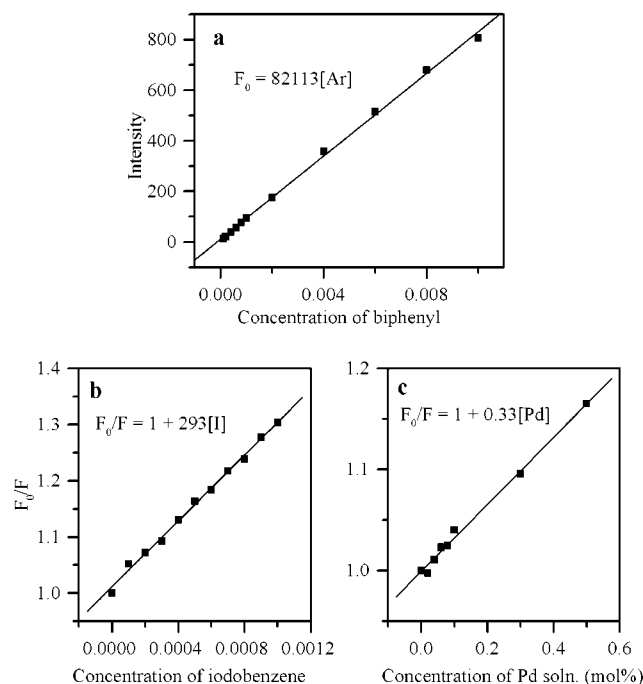 a
F₀ = 82113[Ar]
Intensity
800
600
400
200
0
0.000 0.004 0.008
Concentration of biphenyl
b
F₀/F = 1 + 293[I]
F₀/F
1.4
1.3
1.2
1.1
1.0
0.0000 0.0004 0.0008 0.0012
Concentration of iodobenzene
c
F₀/F = 1 + 0.33[Pd]
1.2
1.1
1.0
0.0 0.2 0.4 0.6
Concentration of Pd soln. (mol%)